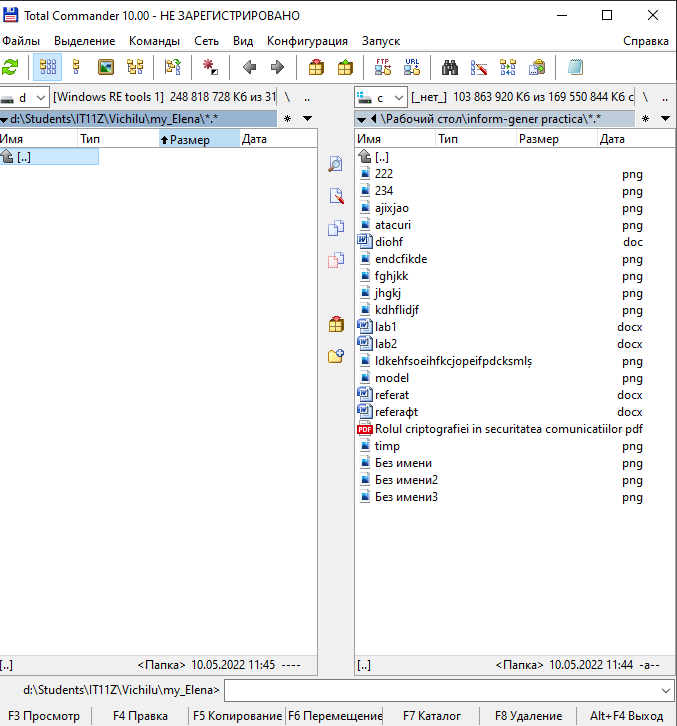 Total Commander 10.00 - НЕ ЗАРЕГИСТРИРОВАНО
Файлы Выделение Команды Сеть Вид Конфигурация Запуск Справка
FTP URL
d [Windows RE tools 1] 248 818 728 Кб из 31 \ ..
c [_нет_] 103 863 920 Кб из 169 550 844 Кб с \ ..
d:\Students\IT11Z\Vichilu\my_Elena\*.* * 
\Рабочий стол\inform-gener practica\*.* *
Имя Тип Размер Дата
Имя Тип Размер Дата
[..]
[..]
222 png
234 png
ajixjao png
atacuri png
diohf doc
endcfikde png
fghjkk png
jhgkj png
kdhflidjf png
lab1 docx
lab2 docx
ldkehfsoeihfkcjopeifpdcksmlș png
model png
referat docx
referaфt docx
PDF Rolul criptografiei in securitatea comunicatiilor pdf
timp png
Без имени png
Без имени2 png
Без имени3 png
[..] <Папка> 10.05.2022 11:45 ----
[..] <Папка> 10.05.2022 11:44 -a--
d:\Students\IT11Z\Vichilu\my_Elena>
F3 Просмотр F4 Правка F5 Копирование F6 Перемещение F7 Каталог F8 Удаление Alt+F4 Выход